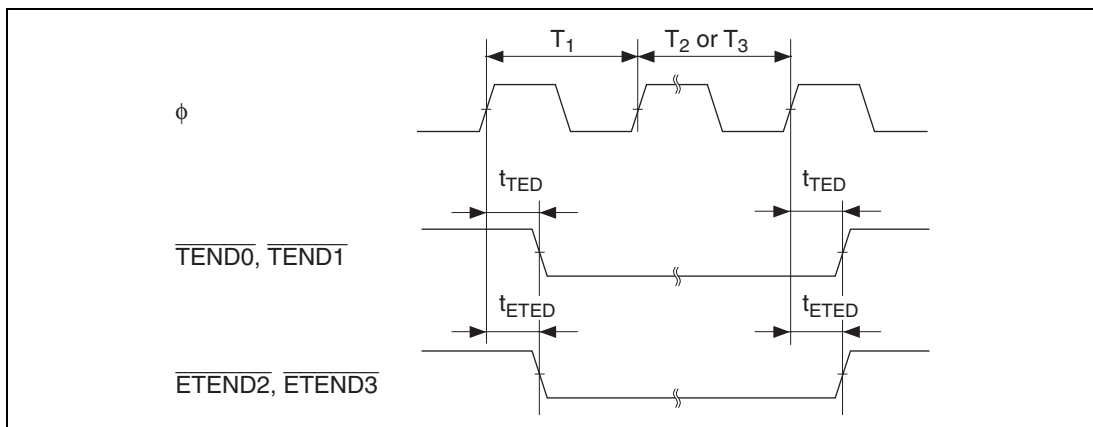 T₁ T₂ or T₃
ϕ
tTED tTED
TEND0, TEND1
tETED tETED
ETEND2, ETEND3